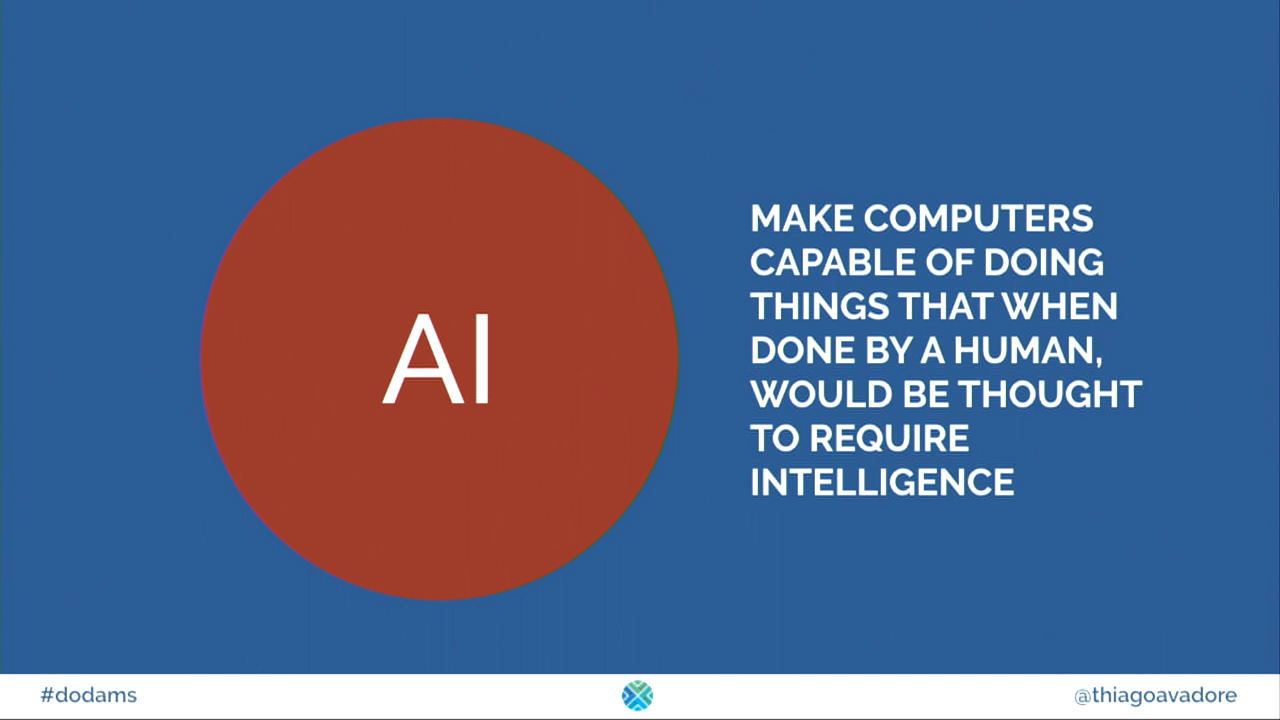 AI
MAKE COMPUTERS
CAPABLE OF DOING
THINGS THAT WHEN
DONE BY A HUMAN,
WOULD BE THOUGHT
TO REQUIRE
INTELLIGENCE
#dodams
@thiagoavadore